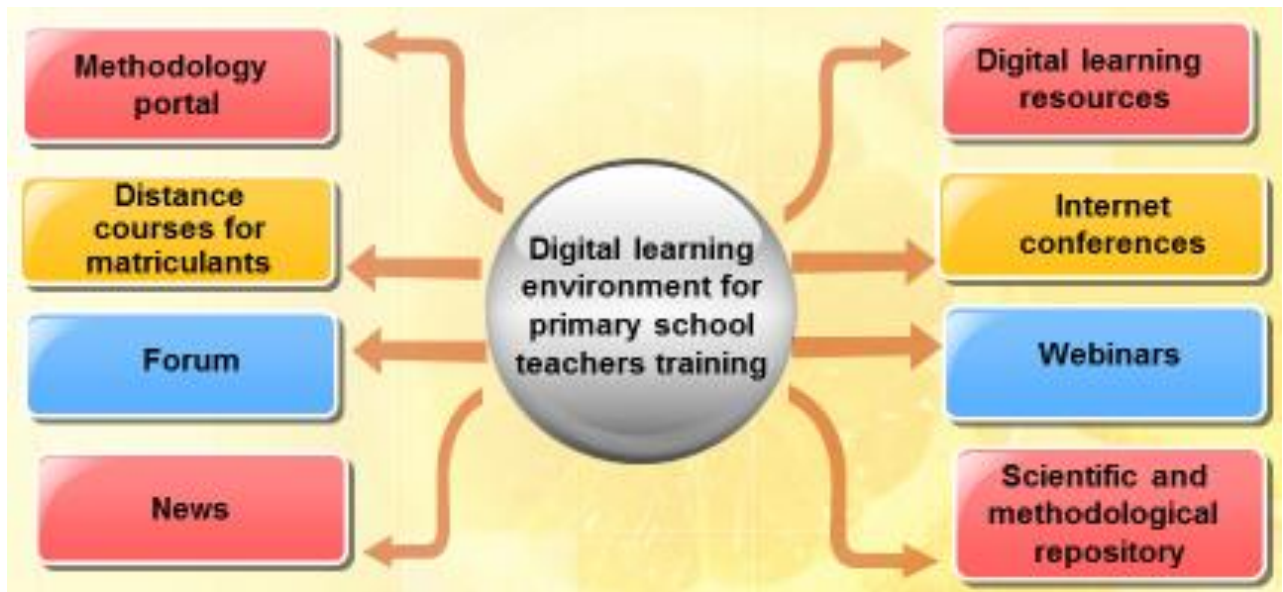 Methodology
portal
Distance
courses for
matriculants
Forum
News
Digital learning
environment for
primary school
teachers training
Digital learning
resources
Internet
conferences
Webinars
Scientific and
methodological
repository